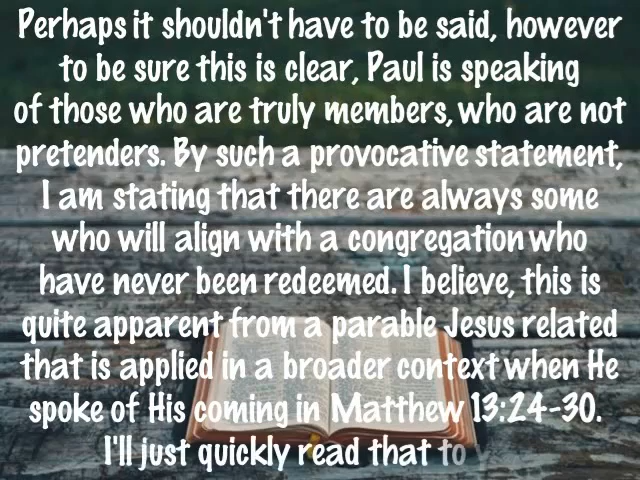 Perhaps it shouldn't have to be said, however
to be sure this is clear, Paul is speaking
of those who are truly members, who are not
pretenders. By such a provocative statement,
I am stating that there are always some
who will align with a congregation who
have never been redeemed. I believe, this is
quite apparent from a parable Jesus related
that is applied in a broader context when He
spoke of His coming in Matthew 13:24-30.
I'll just quickly read that to